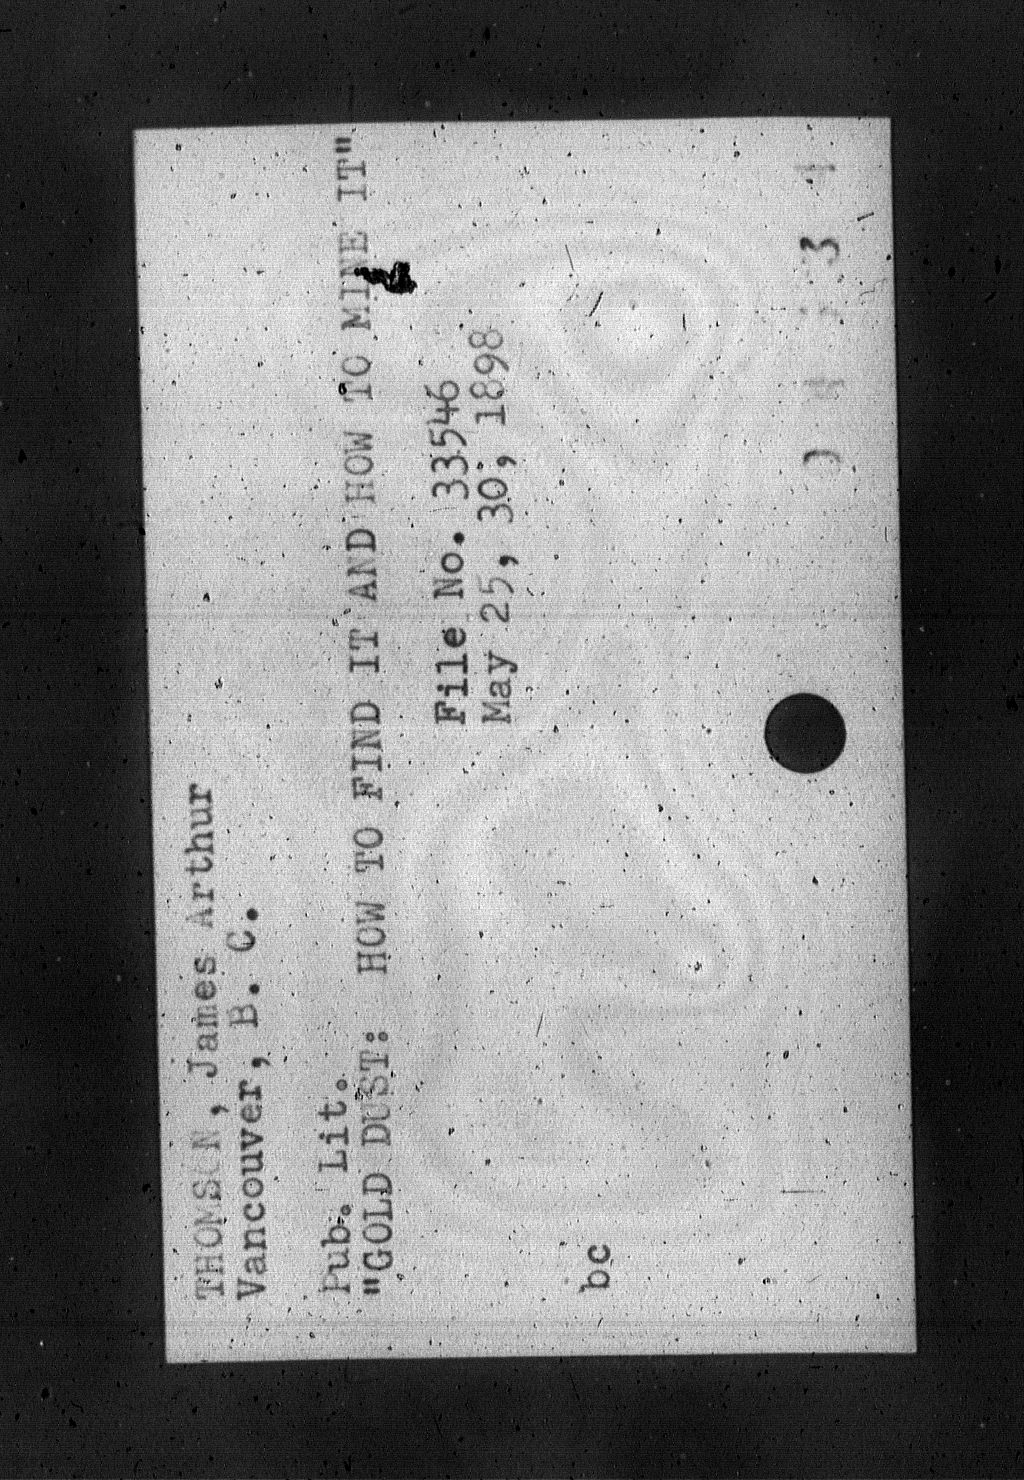 THOMSON, James Arthur
Vancouver, B. C.
Pub. Lit.
"GOLD DUST: HOW TO FIND IT AND HOW TO MINE IT"
File No. 33546
May 25, 30, 1898
bc